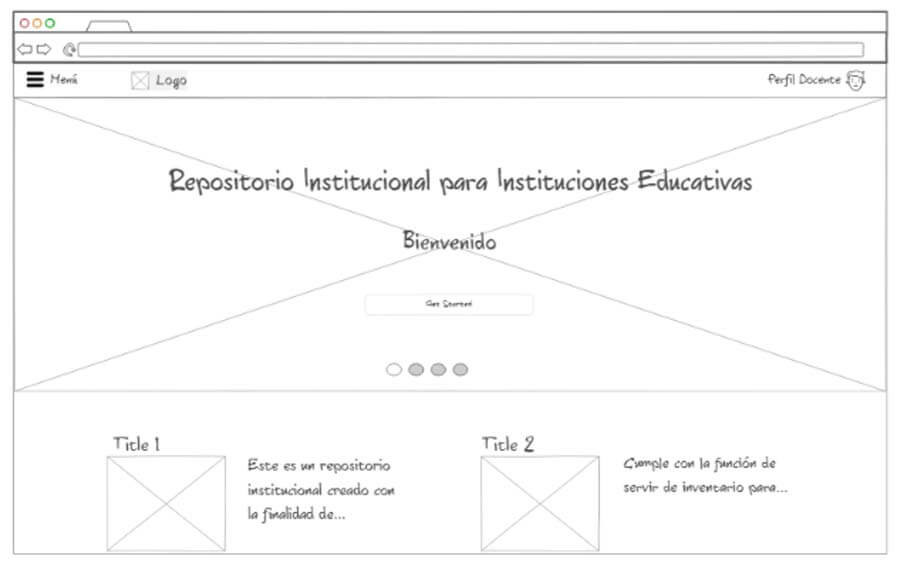 Menú
Logo
Perfil Docente
Repositorio Institucional para Instituciones Educativas
Bienvenido
Get Started
Title 1
Este es un repositorio
institucional creado con
la finalidad de...
Title 2
Cumple con la función de
servir de inventario para...